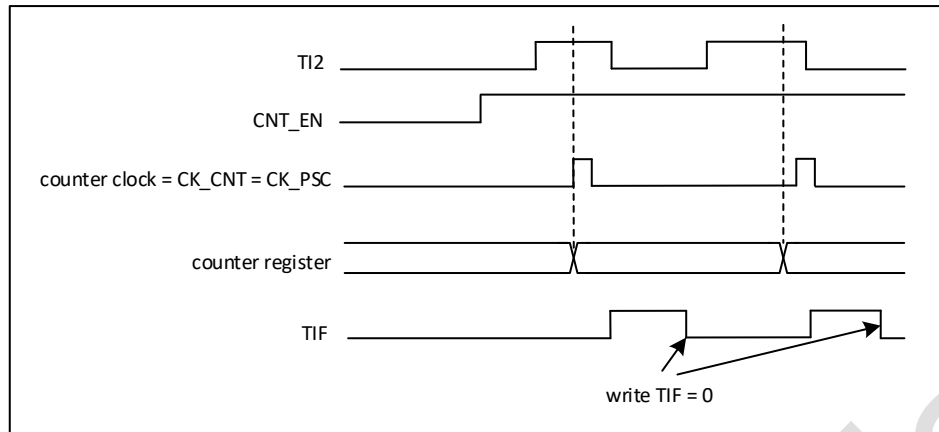 TI2
CNT_EN
counter clock = CK_CNT = CK_PSC
counter register
TIF
write TIF = 0